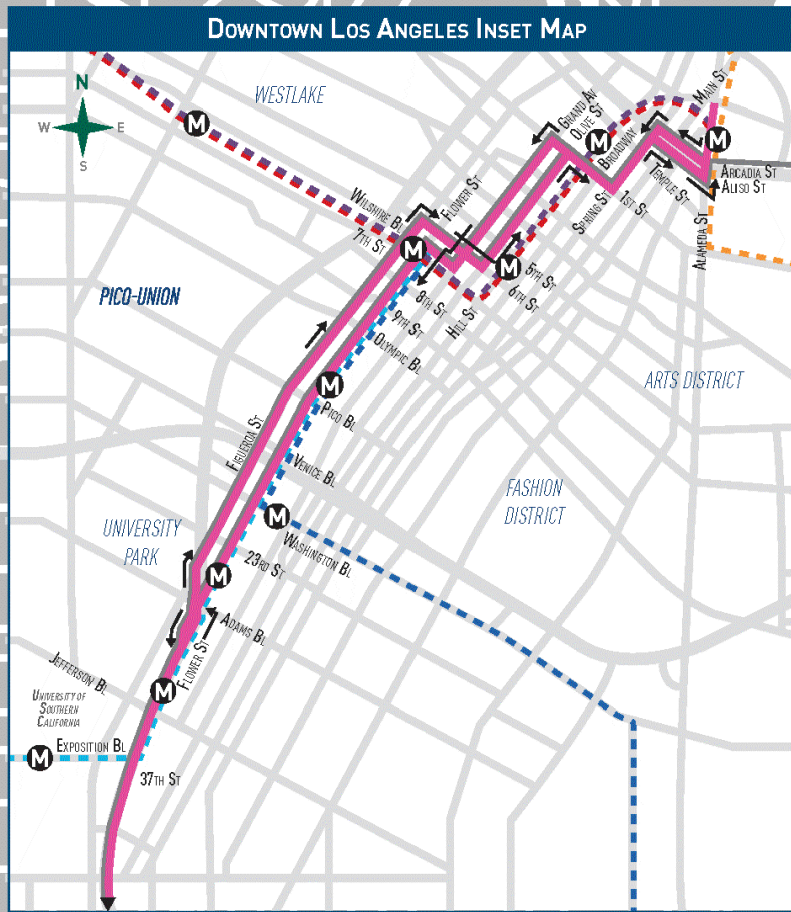 Downtown Los Angeles Inset Map
N
W
E
S
WESTLAKE
Main St
Grand Av
Olive St
M
M
M
Broadway
Arcadia St
Aliso St
Temple St
Spring St
1st St
Flower St
Wilshire Bl
7th St
Alameda St
M
M
5th St
6th St
8th St
Hill St
9th St
PICO-UNION
Olympic Bl
ARTS DISTRICT
M
Pico Bl
Figueroa St
Venice Bl
FASHION
DISTRICT
M
UNIVERSITY
PARK
Washington Bl
23rd St
M
Adams Bl
Flower St
Jefferson Bl
M
University of
Southern
California
Exposition Bl
M
37th St